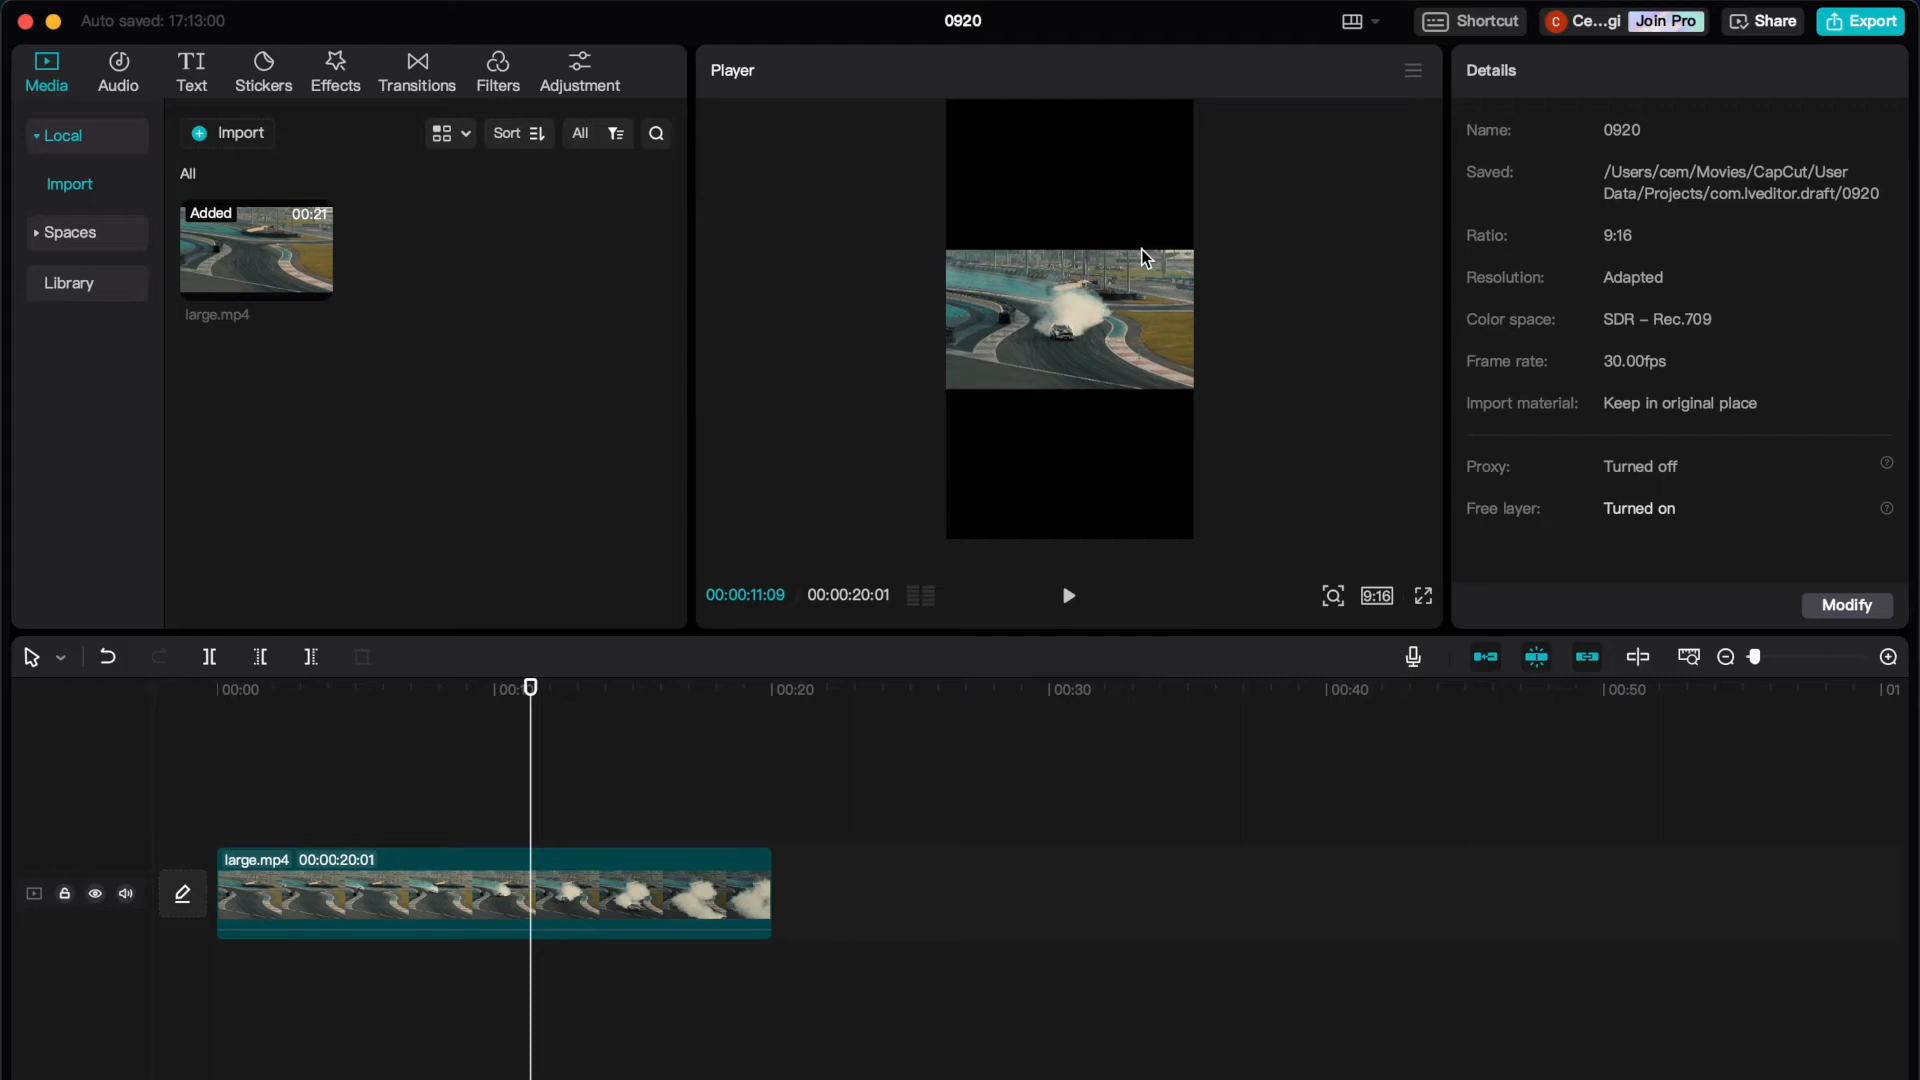 Auto saved: 17:13:00
0920
Shortcut
C
Ce...gi
Join Pro
Share
Export
Media
Audio
TI
Text
Stickers
Effects
Transitions
Filters
Adjustment
Player
Details
Local
Import
Sort
All
Name:
0920
Import
All
Saved:
/Users/cem/Movies/CapCut/User
Data/Projects/com.lveditor.draft/0920
Spaces
Added
00:21
Ratio:
9:16
Library
Resolution:
Adapted
large.mp4
Color space:
SDR – Rec.709
Frame rate:
30.00fps
Import material:
Keep in original place
Proxy:
Turned off
?
Free layer:
Turned on
?
00:00:11:09
00:00:20:01
9:16
Modify
00:00
00:20
00:30
00:40
00:50
01
large.mp4 00:00:20:01